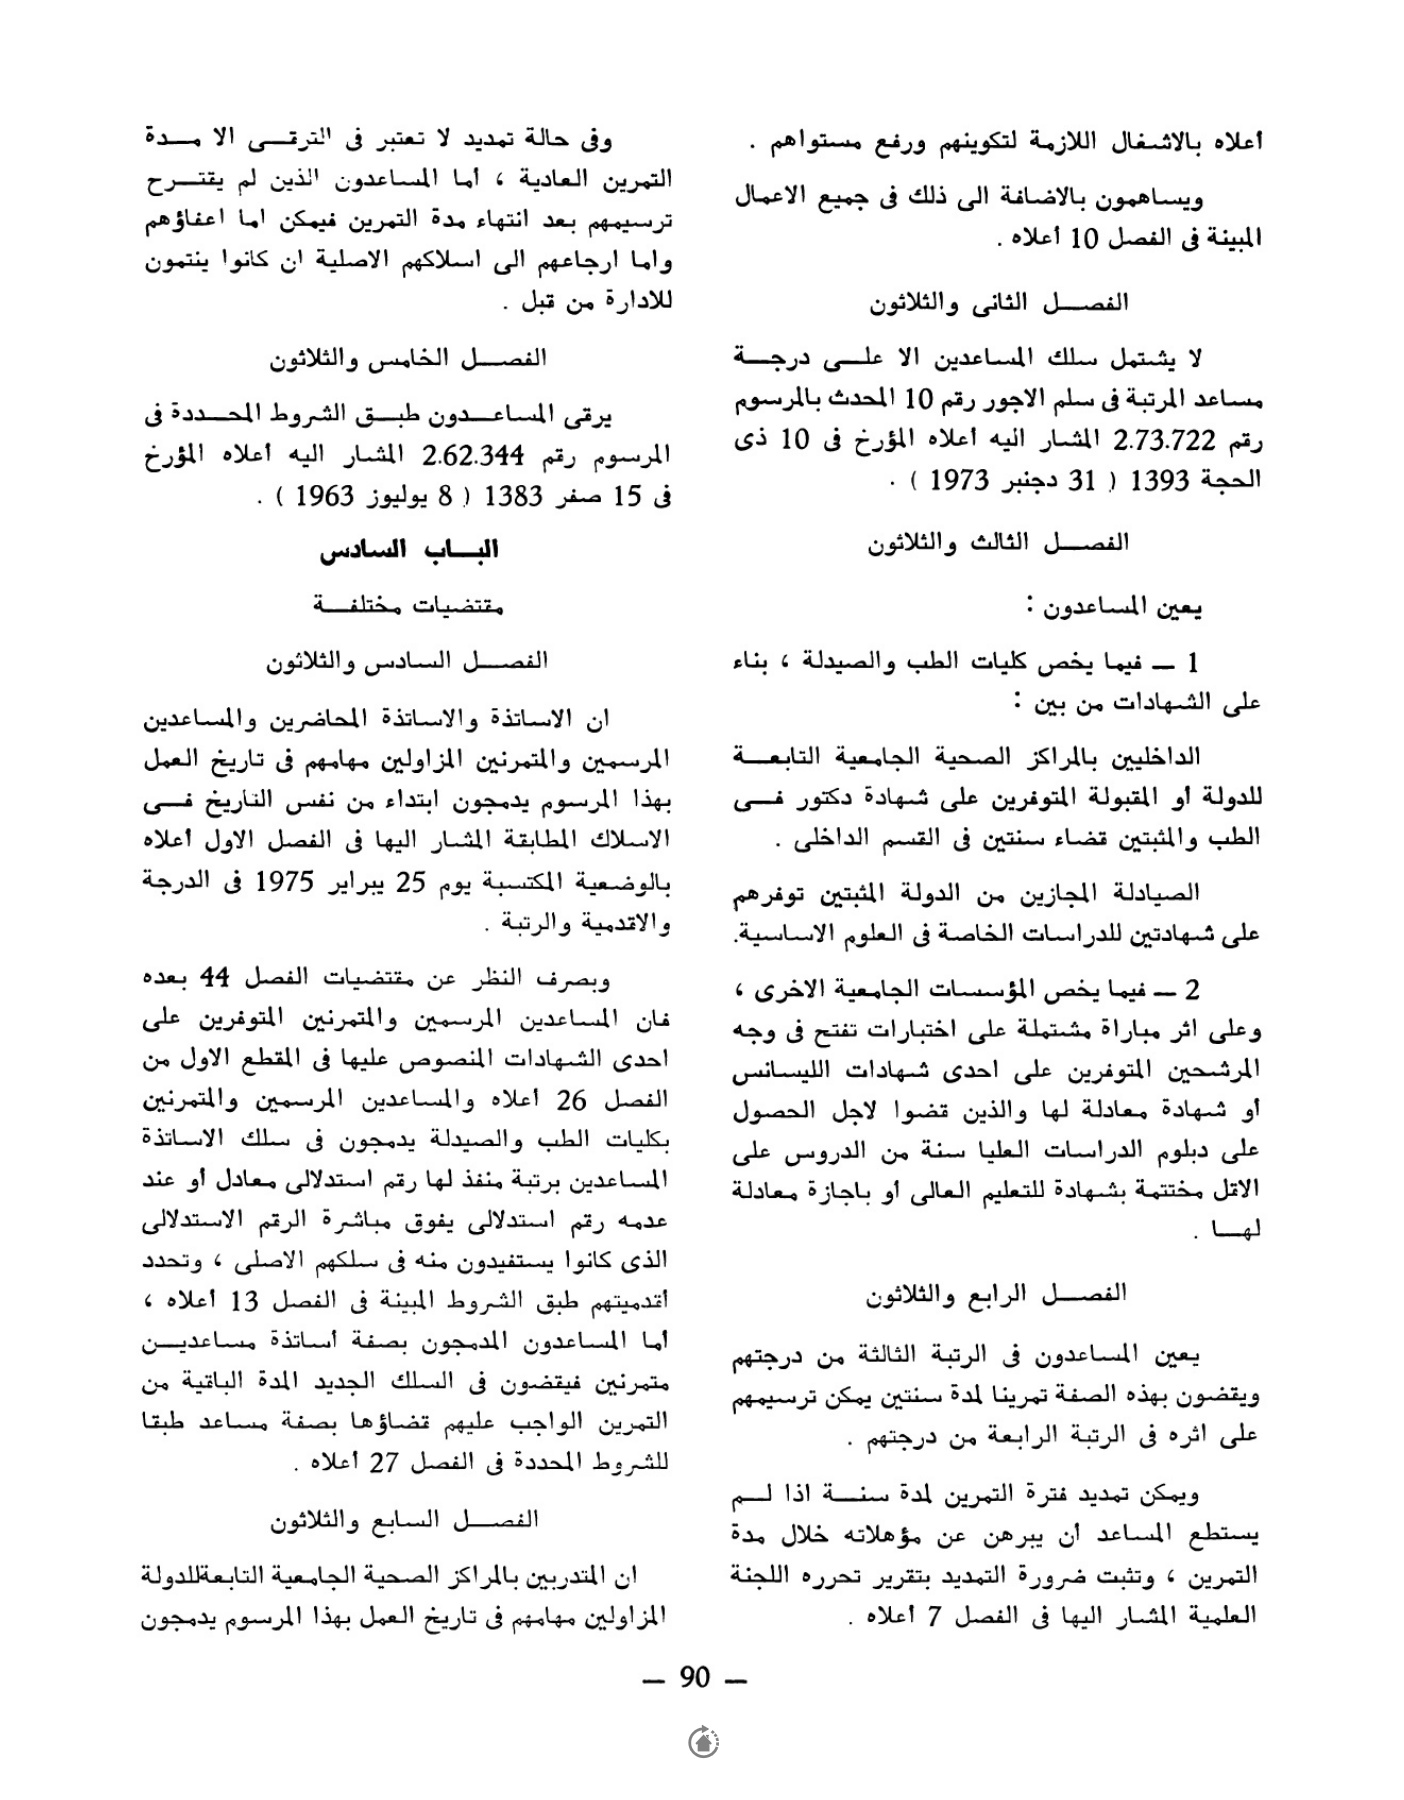 أعلاه بالاشغال اللازمة لتكوينهم ورفع مستواهم .
ويساهمون بالاضافة الى ذلك فى جميع الاعمال
المبينة فى الفصل 10 أعلاه .
الفصل الثانى والثلاثون
لا يشتمل سلك المساعدين الا على درجة
مساعد المرتبة فى سلم الاجور رقم 10 المحدث بالمرسوم
رقم 2.73.722 المشار اليه أعلاه المؤرخ فى 10 ذى
الحجة 1393 ( 31 دجنبر 1973 ) .
الفصل الثالث والثلاثون
يعين المساعدون :
1 — فيما يخص كليات الطب والصيدلة ، بناء
على الشهادات من بين :
الداخليين بالمراكز الصحية الجامعية التابعة
للدولة أو المقبولة المتوفرين على شهادة دكتور فى
الطب والمثبتين قضاء سنتين فى القسم الداخلى .
الصيادلة المجازين من الدولة المثبتين توفرهم
على شهادتين للدراسات الخاصة فى العلوم الاساسية.
2 — فيما يخص المؤسسات الجامعية الاخرى ،
وعلى اثر مباراة مشتملة على اختبارات تفتح فى وجه
المرشحين المتوفرين على احدى شهادات الليسانس
أو شهادة معادلة لها والذين قضوا لاجل الحصول
على دبلوم الدراسات العليا سنة من الدروس على
الاقل مختتمة بشهادة للتعليم العالى أو باجازة معادلة
لها .
الفصل الرابع والثلاثون
يعين المساعدون فى الرتبة الثالثة من درجتهم
ويقضون بهذه الصفة تمرينا لمدة سنتين يمكن ترسيمهم
على اثره فى الرتبة الرابعة من درجتهم .
ويمكن تمديد فترة التمرين لمدة سنة اذا لم
يستطع المساعد أن يبرهن عن مؤهلاته خلال مدة
التمرين ، وتثبت ضرورة التمديد بتقرير تحرره اللجنة
العلمية المشار اليها فى الفصل 7 أعلاه .
وفى حالة تمديد لا تعتبر فى الترقى الا مدة
التمرين العادية ، أما المساعدون الذين لم يقترح
ترسيمهم بعد انتهاء مدة التمرين فيمكن اما اعفاؤهم
واما ارجاعهم الى اسلاكهم الاصلية ان كانوا ينتمون
للادارة من قبل .
الفصل الخامس والثلاثون
يرقى المساعدون طبق الشروط المحددة فى
المرسوم رقم 2.62.344 المشار اليه أعلاه المؤرخ
فى 15 صفر 1383 ( 8 يوليوز 1963 ) .
الباب السادس
مقتضيات مختلفة
الفصل السادس والثلاثون
ان الاساتذة والاساتذة المحاضرين والمساعدين
المرسمين والمتمرنين المزاولين مهامهم فى تاريخ العمل
بهذا المرسوم يدمجون ابتداء من نفس التاريخ فى
الاسلاك المطابقة المشار اليها فى الفصل الاول أعلاه
بالوضعية المكتسبة يوم 25 يبراير 1975 فى الدرجة
والاقدمية والرتبة .
وبصرف النظر عن مقتضيات الفصل 44 بعده
فان المساعدين المرسمين والمتمرنين المتوفرين على
احدى الشهادات المنصوص عليها فى المقطع الاول من
الفصل 26 أعلاه والمساعدين المرسمين والمتمرنين
بكليات الطب والصيدلة يدمجون فى سلك الاساتذة
المساعدين برتبة منفذ لها رقم استدلالى معادل أو عند
عدمه رقم استدلالى يفوق مباشرة الرقم الاستدلالى
الذى كانوا يستفيدون منه فى سلكهم الاصلى ، وتحدد
أقدميتهم طبق الشروط المبينة فى الفصل 13 أعلاه ،
أما المساعدون المدمجون بصفة أساتذة مساعدين
متمرنين فيقضون فى السلك الجديد المدة الباقية من
التمرين الواجب عليهم قضاؤها بصفة مساعد طبقا
للشروط المحددة فى الفصل 27 أعلاه .
الفصل السابع والثلاثون
ان المتدربين بالمراكز الصحية الجامعية التابعةللدولة
المزاولين مهامهم فى تاريخ العمل بهذا المرسوم يدمجون
— 90 —